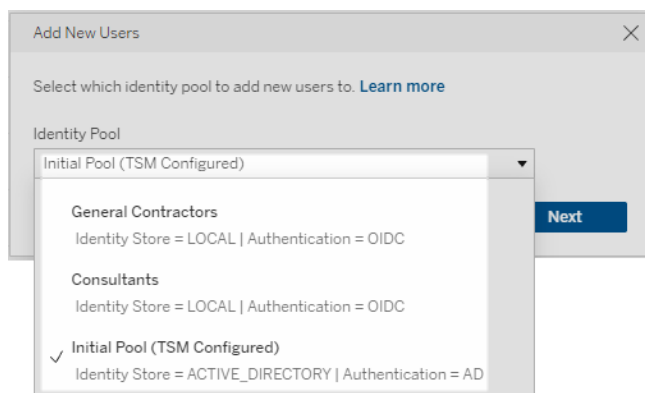 Add New Users
Select which identity pool to add new users to. Learn more
Identity Pool
Initial Pool (TSM Configured)
General Contractors
Identity Store = LOCAL | Authentication = OIDC
Next
Consultants
Identity Store = LOCAL | Authentication = OIDC
Initial Pool (TSM Configured)
Identity Store = ACTIVE_DIRECTORY | Authentication = AD